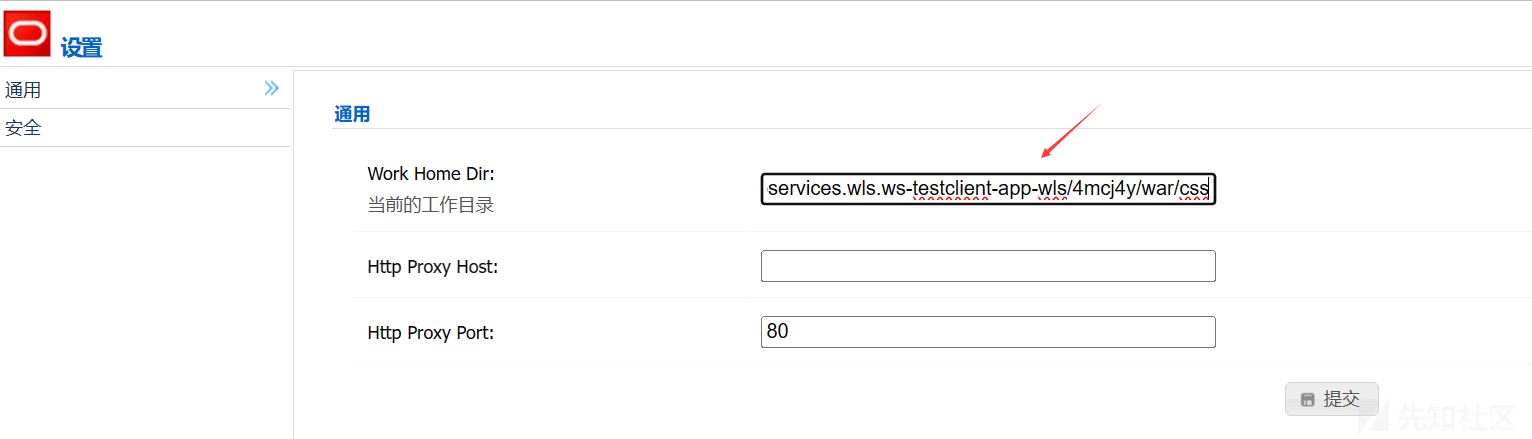 设置
通用
安全
通用
Work Home Dir:
services.wls.ws-testclient-app-wls/4mcj4y/war/css
当前的工作目录
Http Proxy Host:
Http Proxy Port:
80
提交
先知社区